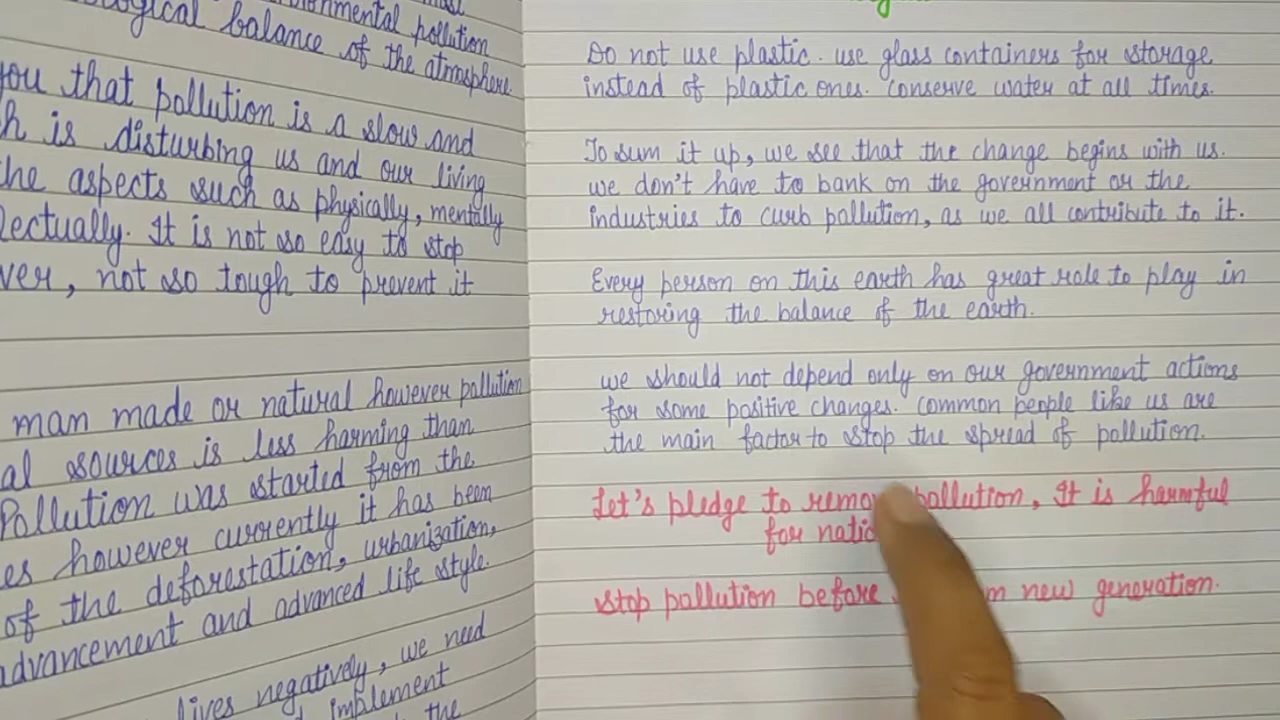 balance of the atmosphere
nmental pollution
you that pollution is a slow and
h is disturbing us and our living
he aspects such as physically, mentally
lectually. It is not so easy to stop
ver, not so tough to prevent it
man made or natural however pollution
al sources is less harming than
Pollution was started from the
es however currently it has been
of the deforestation, urbanization,
advancement and advanced life style.
lives negatively, we need
implement
the
Do not use plastic. use glass containers for storage
instead of plastic ones. Conserve water at all times.
To sum it up, we see that the change begins with us.
we don't have to bank on the government or the
industries to curb pollution, as we all contribute to it.
Every person on this earth has great role to play in
restoring the balance of the earth.
we should not depend only on our government actions
for some positive changes. Common people like us are
the main factor to stop the spread of pollution.
Let's pledge to remo pollution, It is harmful
for natio
Stop pollution before m new generation.